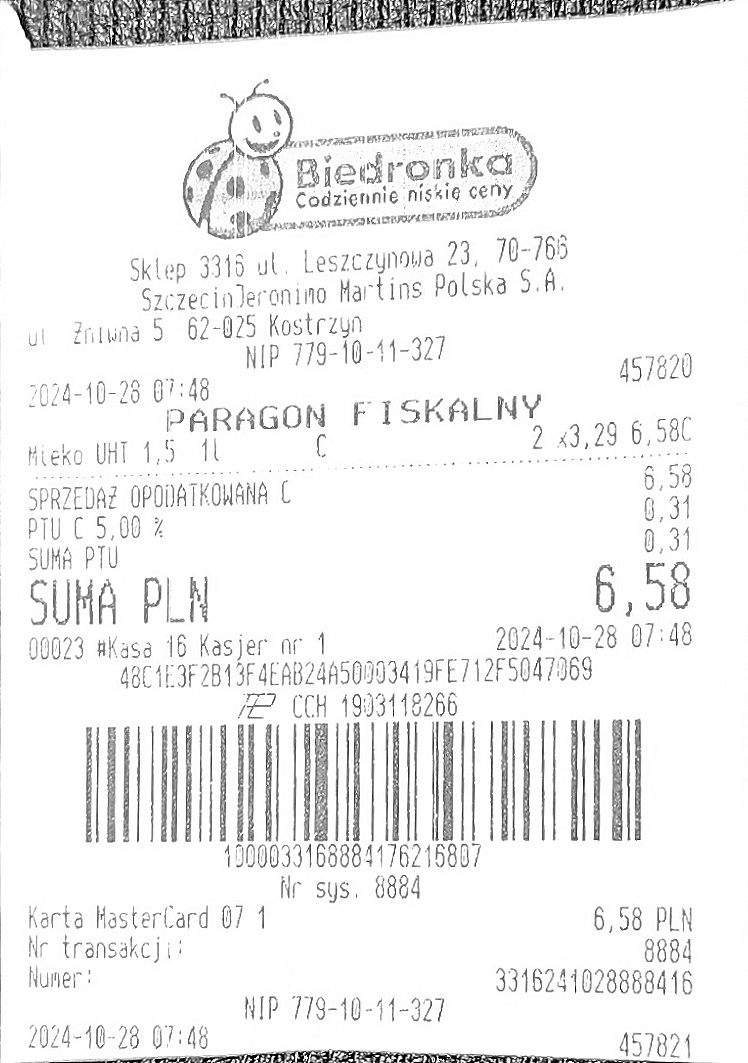 Biedronka
Codziennie niskie ceny
Sklep 3316 ul. Leszczynowa 23, 70-766
SzczecinJeronimo Martins Polska S.A.
ul Żniwna 5 62-025 Kostrzyn
NIP 779-10-11-327
2024-10-28 07:48 457820
PARAGON FISKALNY
Mleko UHT 1,5 1l C 2 x3,29 6,58C
SPRZEDAŻ OPODATKOWANA C 6,58
PTU C 5,00 % 0,31
SUMA PTU 0,31
SUMA PLN 6,58
00023 #Kasa 16 Kasjer nr 1 2024-10-28 07:48
48C1E3F2B13F4EAB24A50003419FE712F5047069
CCH 1903118266
1000033168884176216807
Nr sys. 8884
Karta MasterCard 07 1 6,58 PLN
Nr transakcji: 8884
Numer: 3316241028888416
NIP 779-10-11-327
2024-10-28 07:48 457821